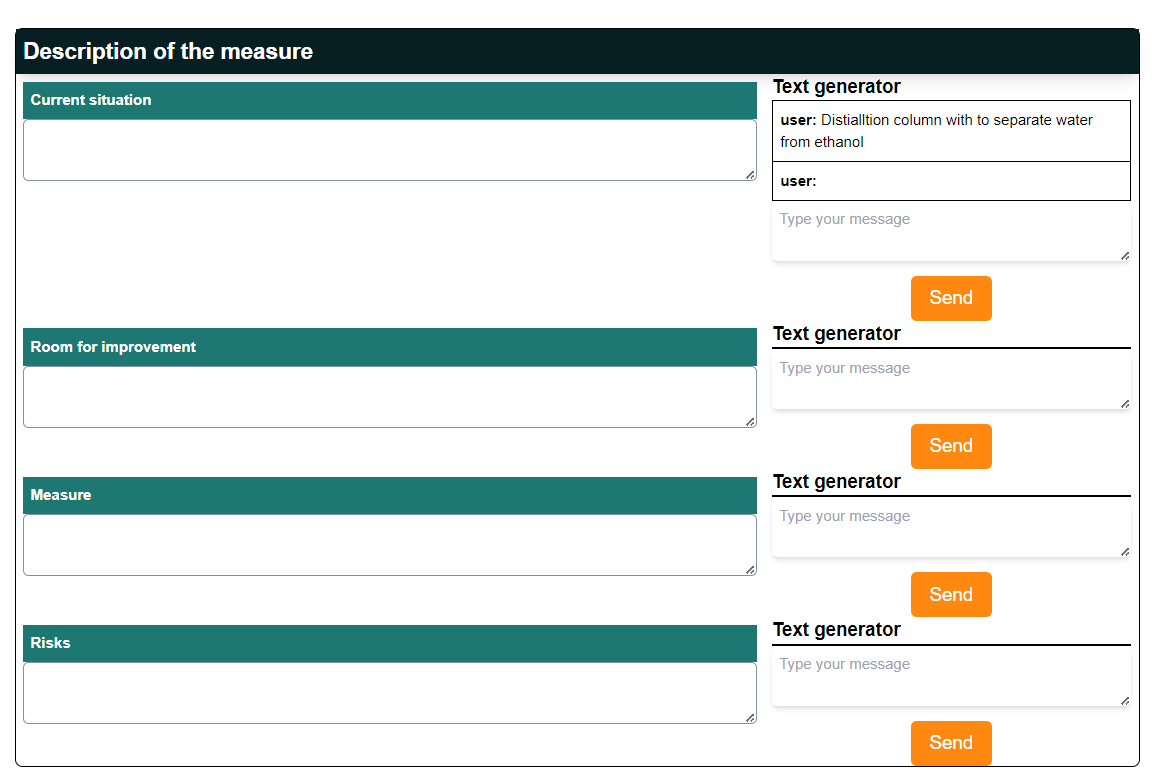 Description of the measure
Current situation
Text generator
user: Distialltion column with to separate water
from ethanol
user:
Type your message
Send
Room for improvement
Text generator
Type your message
Send
Measure
Text generator
Type your message
Send
Risks
Text generator
Type your message
Send